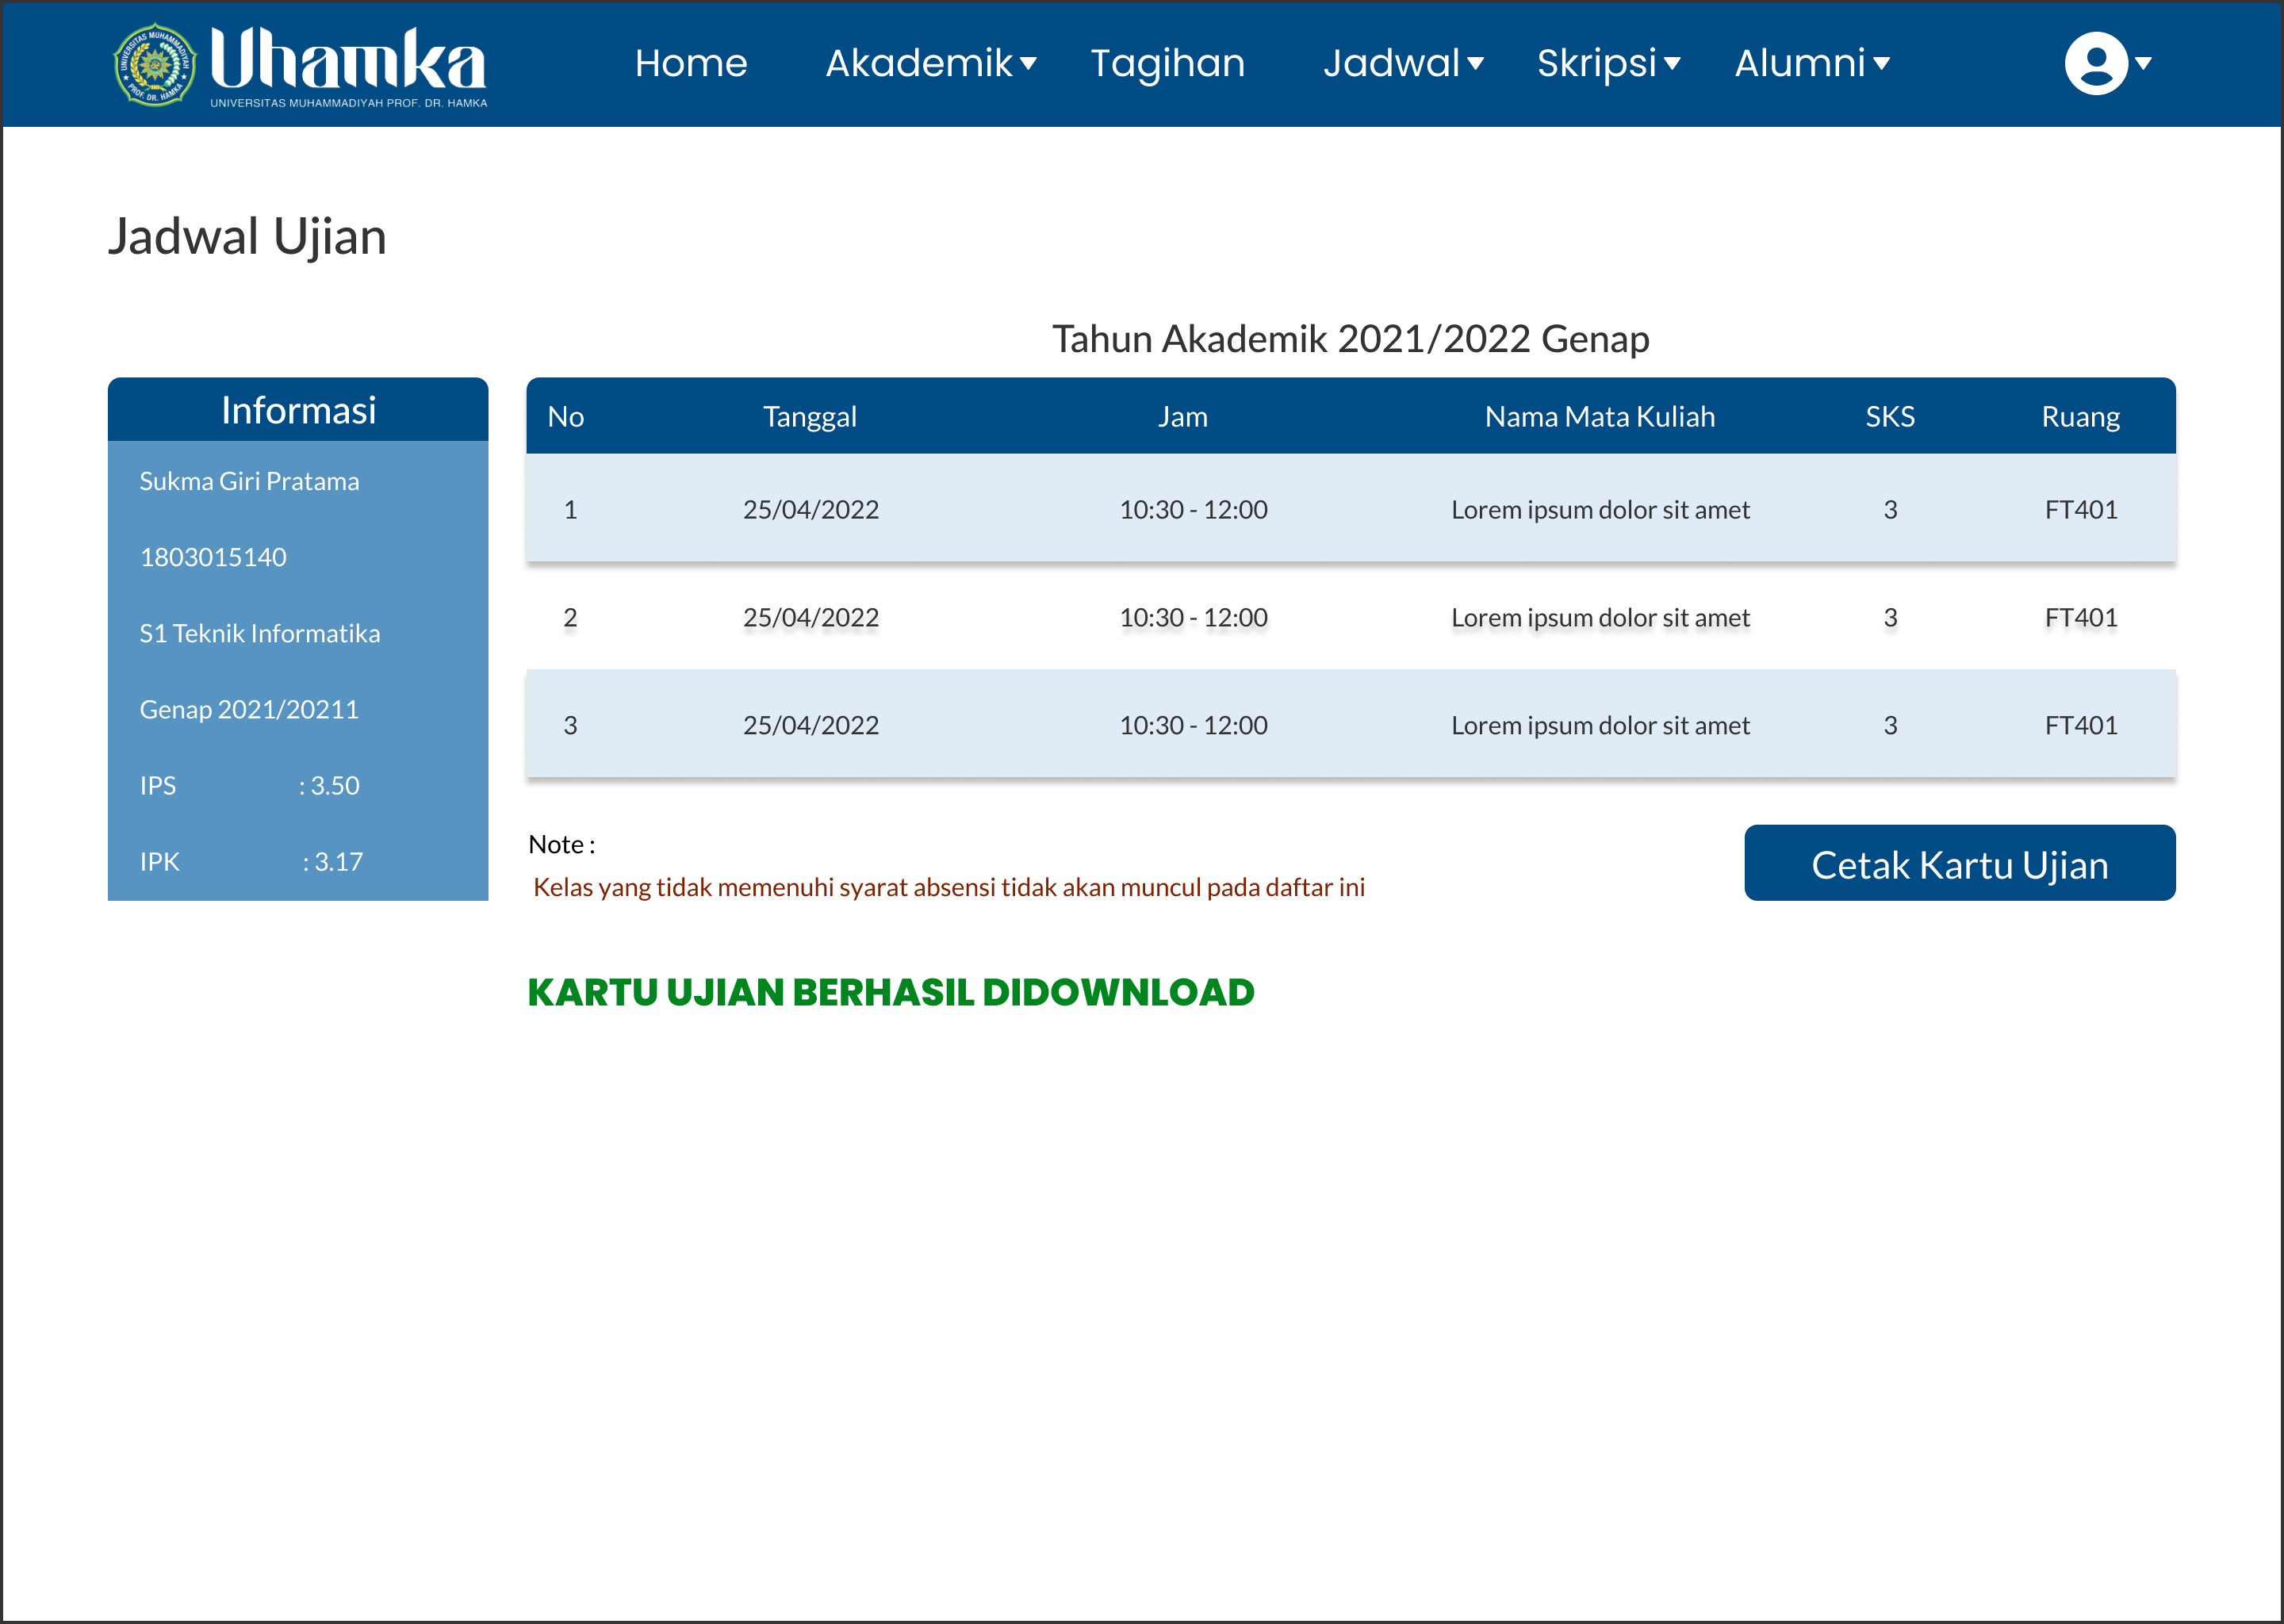 UNIVERSITAS MUHAMMADIYAH
PROF. DR. HAMKA
Uhamka
UNIVERSITAS MUHAMMADIYAH PROF. DR. HAMKA
Home Akademik Tagihan Jadwal Skripsi Alumni
Jadwal Ujian
Tahun Akademik 2021/2022 Genap
Informasi
Sukma Giri Pratama
1803015140
S1 Teknik Informatika
Genap 2021/20211
IPS : 3.50
IPK : 3.17
No Tanggal Jam Nama Mata Kuliah SKS Ruang
1 25/04/2022 10:30 - 12:00 Lorem ipsum dolor sit amet 3 FT401
2 25/04/2022 10:30 - 12:00 Lorem ipsum dolor sit amet 3 FT401
3 25/04/2022 10:30 - 12:00 Lorem ipsum dolor sit amet 3 FT401
Note :
Kelas yang tidak memenuhi syarat absensi tidak akan muncul pada daftar ini
Cetak Kartu Ujian
KARTU UJIAN BERHASIL DIDOWNLOAD